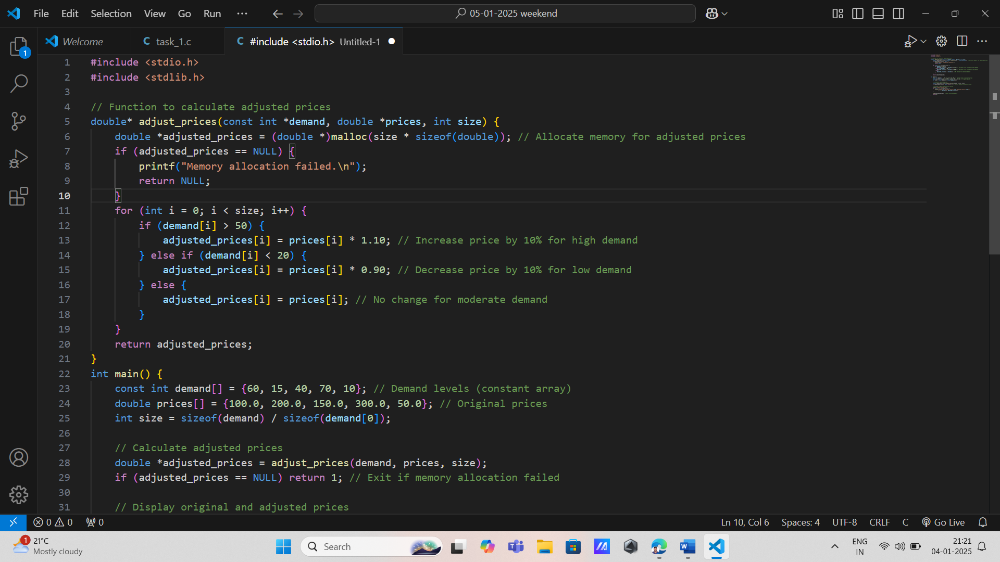 File Edit Selection View Go Run ··· 05-01-2025 weekend
Welcome task_1.c #include <stdio.h> Untitled-1
1 #include <stdio.h>
2 #include <stdlib.h>
3
4 // Function to calculate adjusted prices
5 double* adjust_prices(const int *demand, double *prices, int size) {
6 double *adjusted_prices = (double *)malloc(size * sizeof(double)); // Allocate memory for adjusted prices
7 if (adjusted_prices == NULL) {
8 printf("Memory allocation failed.\n");
9 return NULL;
10 }
11 for (int i = 0; i < size; i++) {
12 if (demand[i] > 50) {
13 adjusted_prices[i] = prices[i] * 1.10; // Increase price by 10% for high demand
14 } else if (demand[i] < 20) {
15 adjusted_prices[i] = prices[i] * 0.90; // Decrease price by 10% for low demand
16 } else {
17 adjusted_prices[i] = prices[i]; // No change for moderate demand
18 }
19 }
20 return adjusted_prices;
21 }
22 int main() {
23 const int demand[] = {60, 15, 40, 70, 10}; // Demand levels (constant array)
24 double prices[] = {100.0, 200.0, 150.0, 300.0, 50.0}; // Original prices
25 int size = sizeof(demand) / sizeof(demand[0]);
26
27 // Calculate adjusted prices
28 double *adjusted_prices = adjust_prices(demand, prices, size);
29 if (adjusted_prices == NULL) return 1; // Exit if memory allocation failed
30
31 // Display original and adjusted prices
0 0 0 Ln 10, Col 6 Spaces: 4 UTF-8 CRLF C Go Live
1 21°C
Mostly cloudy
Search
ENG
IN
21:21
04-01-2025